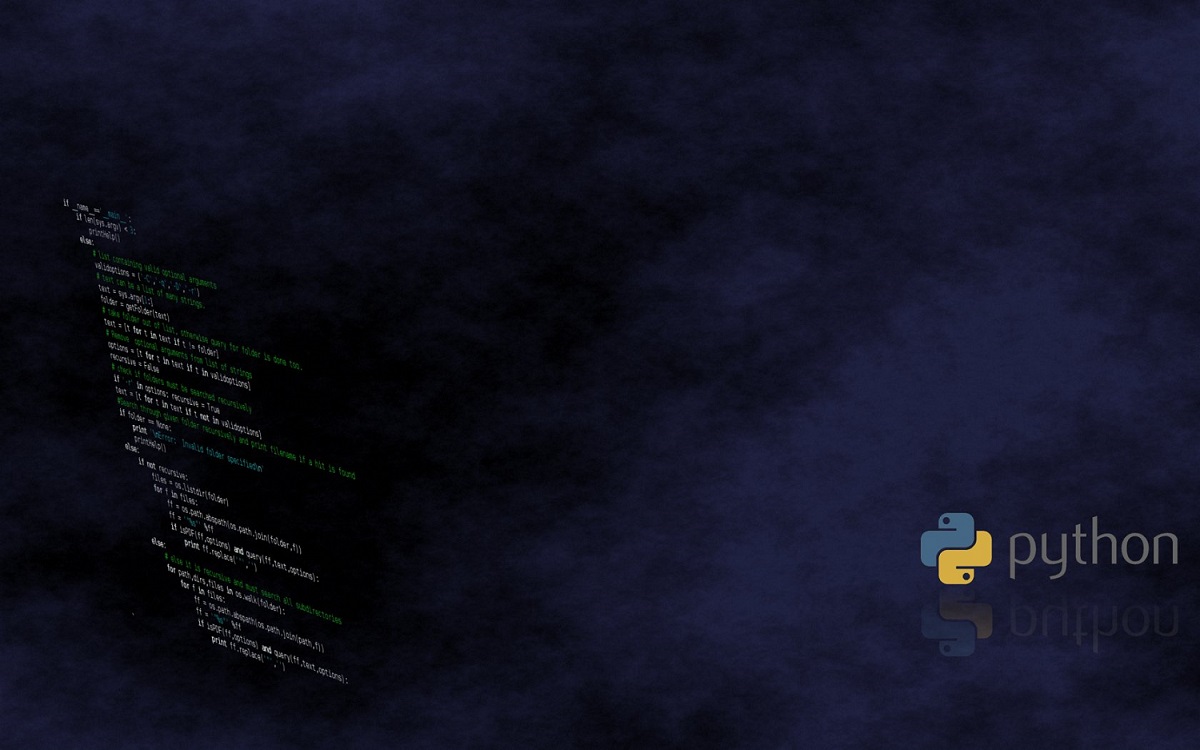 if __name__=='__main__':
if len(sys.argv) < 3:
printHelp()
else:
# list containing valid optional arguments
validoptions = (
# text can be a list of many strings.
text = sys.argv[1:]
folder = getFolder(text)
# take folder out of list, otherwise query for folder is done too.
text = [t for t in text if t != folder]
# Remove optional arguments from list of strings
options = [t for t in text if t in validoptions]
recursive = False
# check if folders must be searched recursively
if '-r' in options: recursive = True
text = [t for t in text if t not in validoptions]
#Search through given folder recursively and print filename if a hit is found
if folder == None:
print '\nError: Invalid folder specified\n'
printHelp()
else:
if not recursive:
files = os.listdir(folder)
for f in files:
ff = os.path.abspath(os.path.join(folder,f))
ff = '"%s"' %ff
if isPDF(ff,options) and query(ff,text,options):
print ff.replace(
else:
# else it is recursive and must search all subdirectories
for path,dirs,files in os.walk(folder):
for f in files:
ff = os.path.abspath(os.path.join(path,f))
ff = '"%s"' %ff
if isPDF(ff,options) and query(ff,text,options):
print ff.replace(
python